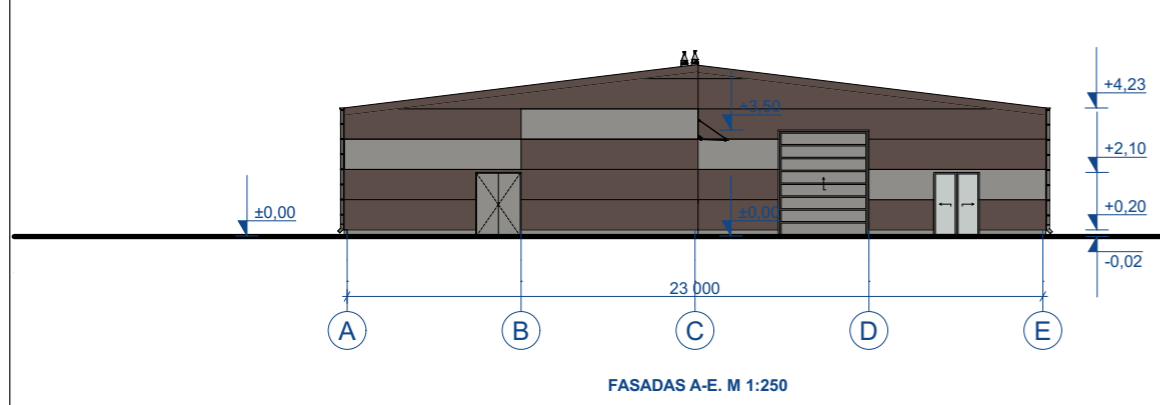 +4,23
+3,50
+2,10
±0,00
±0,00
+0,20
-0,02
23 000
A
B
C
D
E
FASADAS A-E. M 1:250